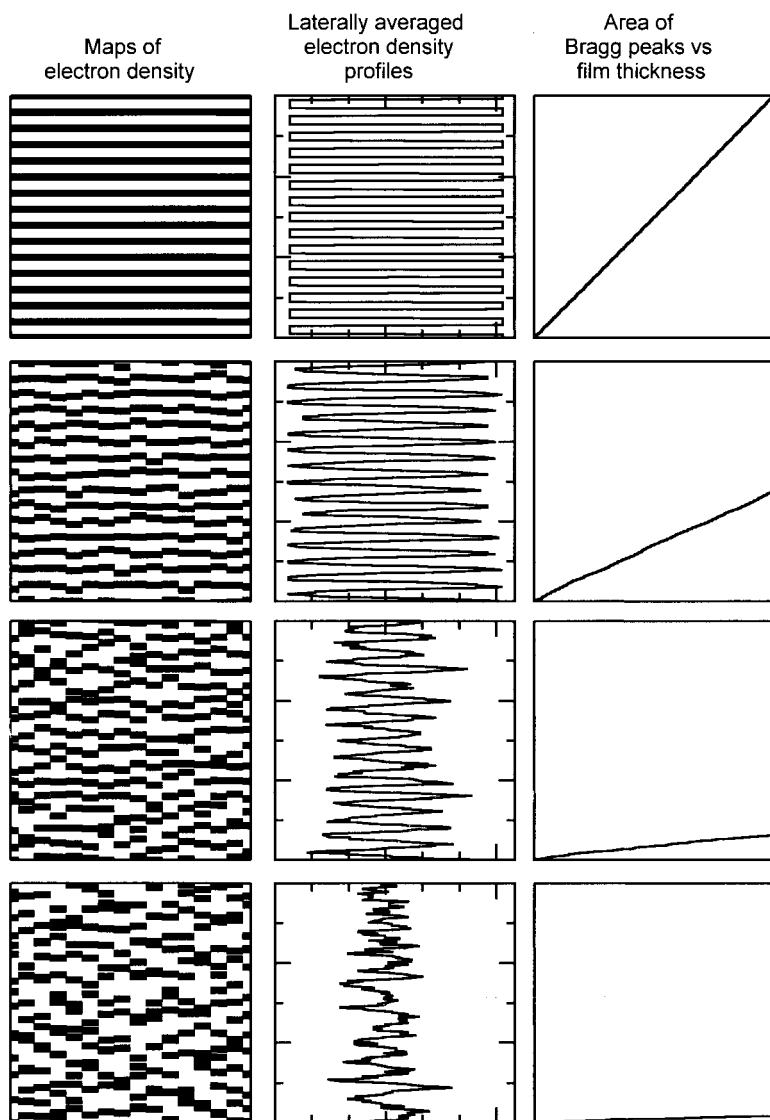 Maps of
electron density
Laterally averaged
electron density
profiles
Area of
Bragg peaks vs
film thickness